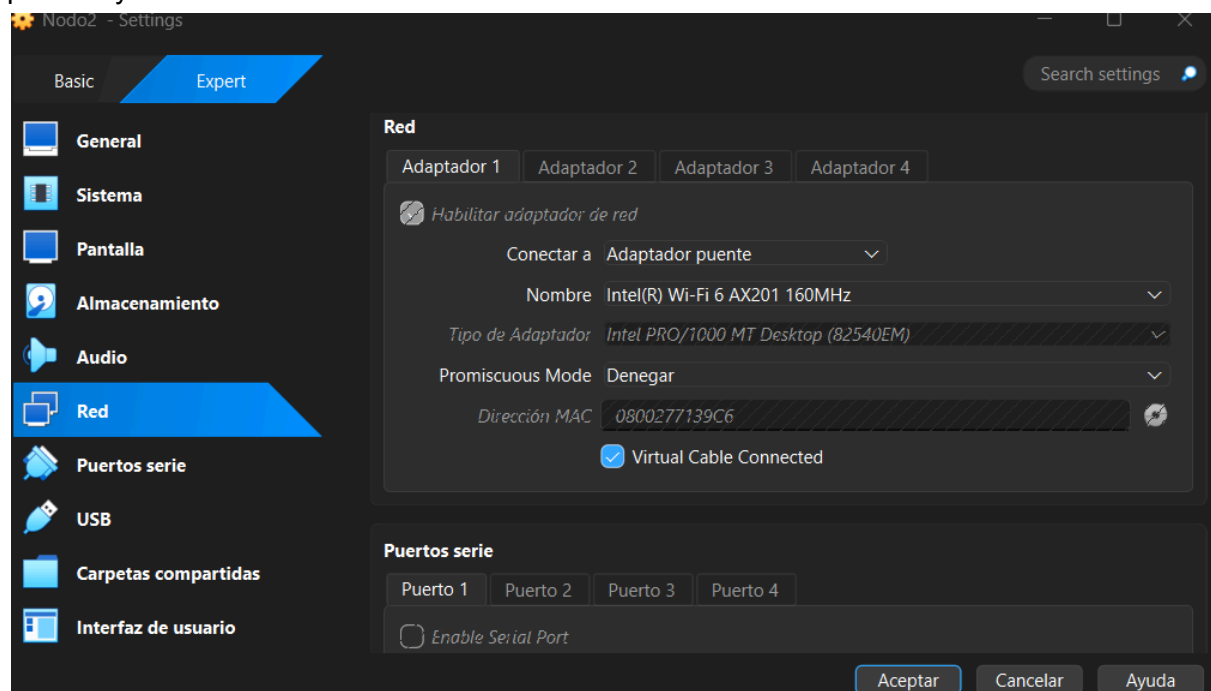 Nodo2 - Settings
Basic Expert Search settings
General
Sistema
Pantalla
Almacenamiento
Audio
Red
Puertos serie
USB
Carpetas compartidas
Interfaz de usuario
Red
Adaptador 1 Adaptador 2 Adaptador 3 Adaptador 4
Habilitar adaptador de red
Conectar a Adaptador puente
Nombre Intel(R) Wi-Fi 6 AX201 160MHz
Tipo de Adaptador Intel PRO/1000 MT Desktop (82540EM)
Promiscuous Mode Denegar
Dirección MAC 0800277139C6
Virtual Cable Connected
Puertos serie
Puerto 1 Puerto 2 Puerto 3 Puerto 4
Enable Serial Port
Aceptar Cancelar Ayuda